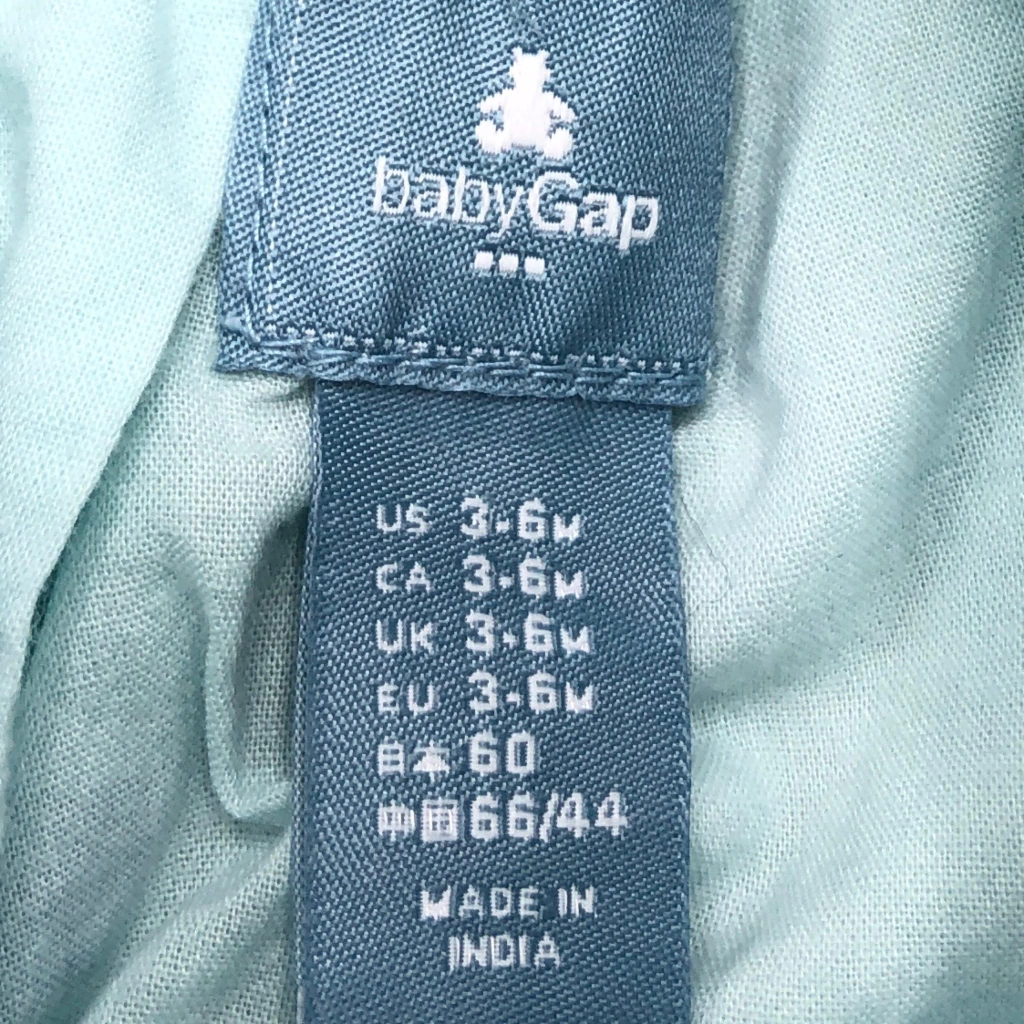 babyGap
US 3-6M
CA 3-6M
UK 3-6M
EU 3-6M
日本 60
中国 66/44
MADE IN
INDIA